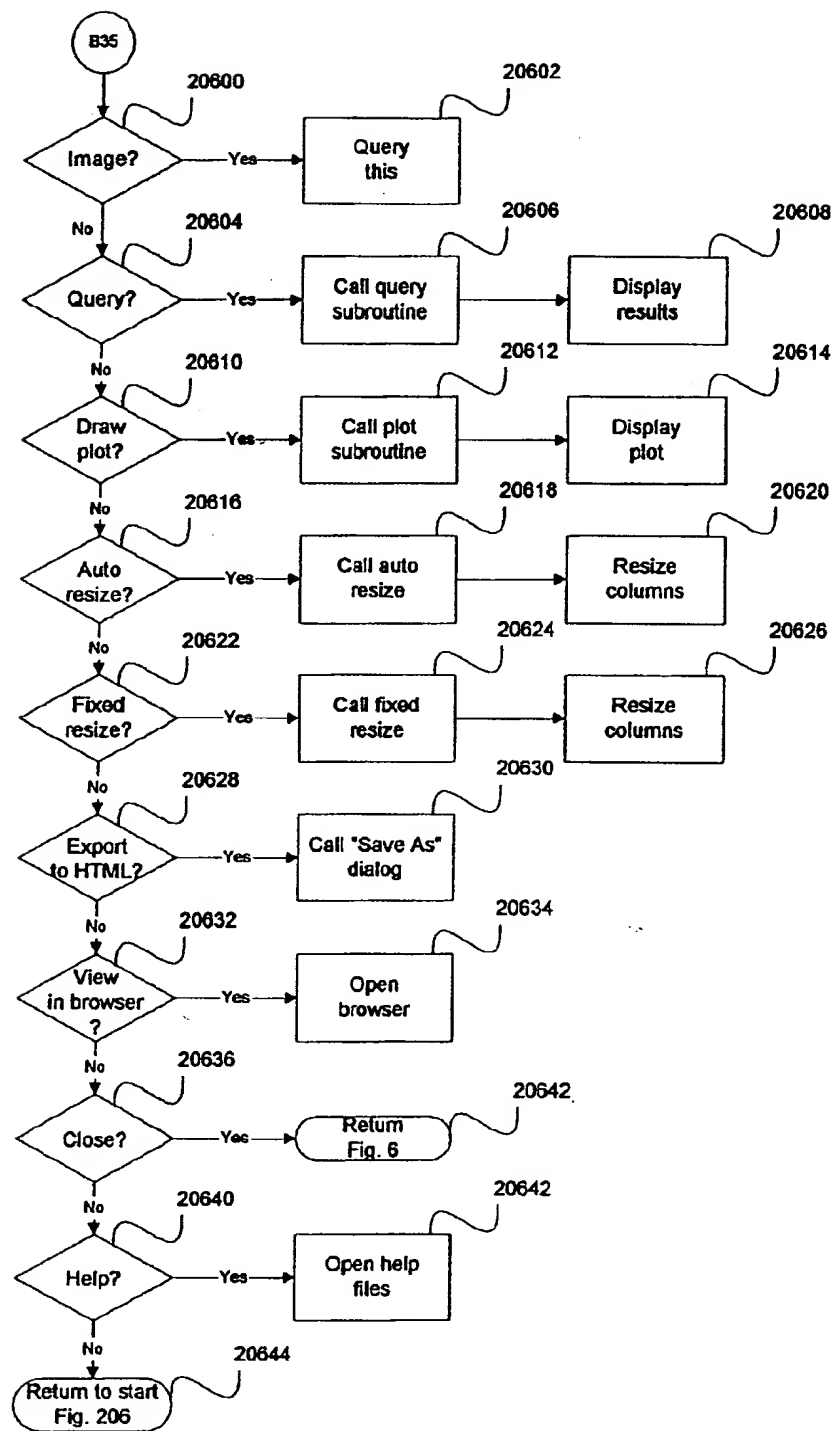 B35
20600
20602
Image?
Yes
Query
this
No
20604
20606
20608
Query?
Yes
Call query
subroutine
Display
results
No
20610
20612
20614
Draw
plot?
Yes
Call plot
subroutine
Display
plot
No
20616
20618
20620
Auto
resize?
Yes
Call auto
resize
Resize
columns
No
20622
20624
20626
Fixed
resize?
Yes
Call fixed
resize
Resize
columns
No
20628
20630
Export
to HTML?
Yes
Call "Save As"
dialog
No
20632
20634
View
in browser
?
Yes
Open
browser
No
20636
20642
Close?
Yes
Return
Fig. 6
No
20640
20642
Help?
Yes
Open help
files
No
20644
Return to start
Fig. 206